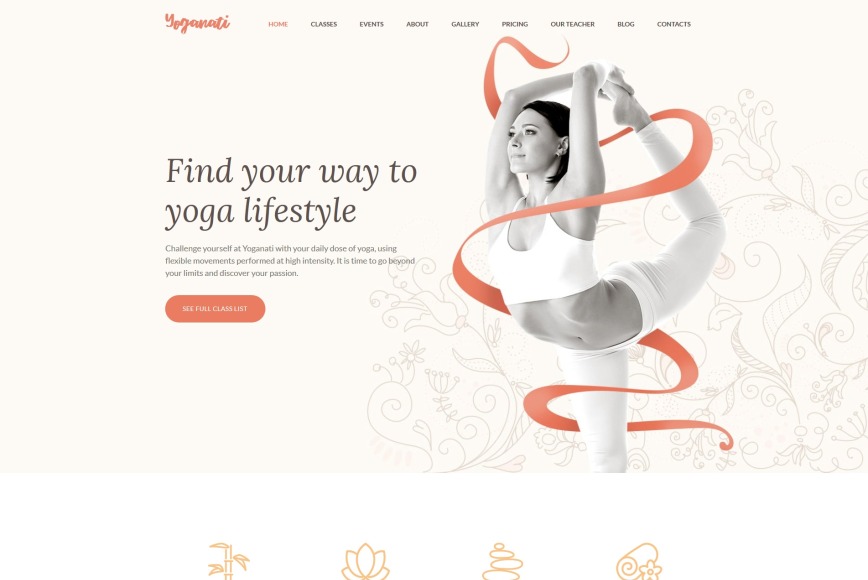 Yoganati
HOME CLASSES EVENTS ABOUT GALLERY PRICING OUR TEACHER BLOG CONTACTS
Find your way to
yoga lifestyle
Challenge yourself at Yoganati with your daily dose of yoga, using
flexible movements performed at high intensity. It is time to go beyond
your limits and discover your passion.
SEE FULL CLASS LIST